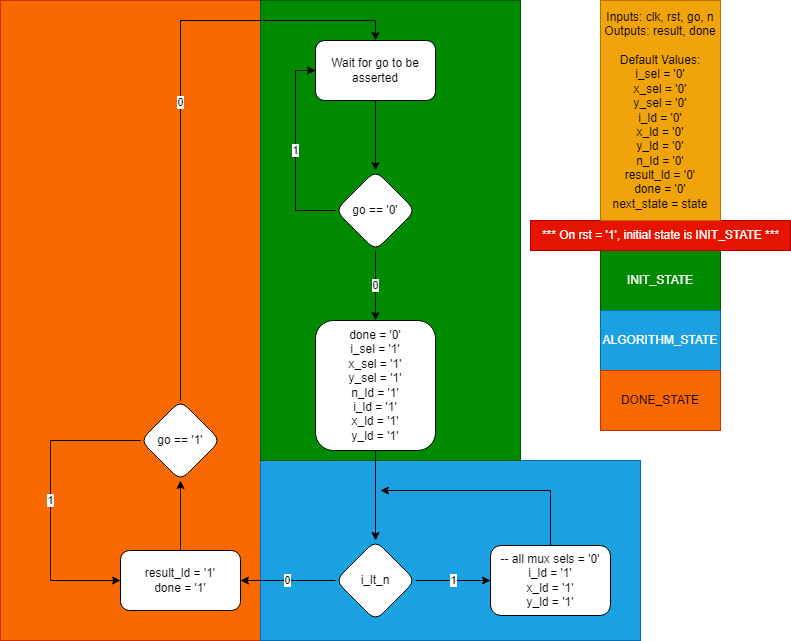 Inputs: clk, rst, go, n
Outputs: result, done
Default Values:
i_sel = '0'
x_sel = '0'
y_sel = '0'
i_ld = '0'
x_ld = '0'
y_ld = '0'
n_ld = '0'
result_ld = '0'
done = '0'
next_state = state
*** On rst = '1', initial state is INIT_STATE ***
INIT_STATE
ALGORITHM_STATE
DONE_STATE
Wait for go to be
asserted
1
go == '0'
0
done = '0'
i_sel = '1'
x_sel = '1'
y_sel = '1'
n_ld = '1'
i_ld = '1'
x_ld = '1'
y_ld = '1'
i_lt_n
1
-- all mux sels = '0'
i_ld = '1'
x_ld = '1'
y_ld = '1'
0
result_ld = '1'
done = '1'
go == '1'
1
0